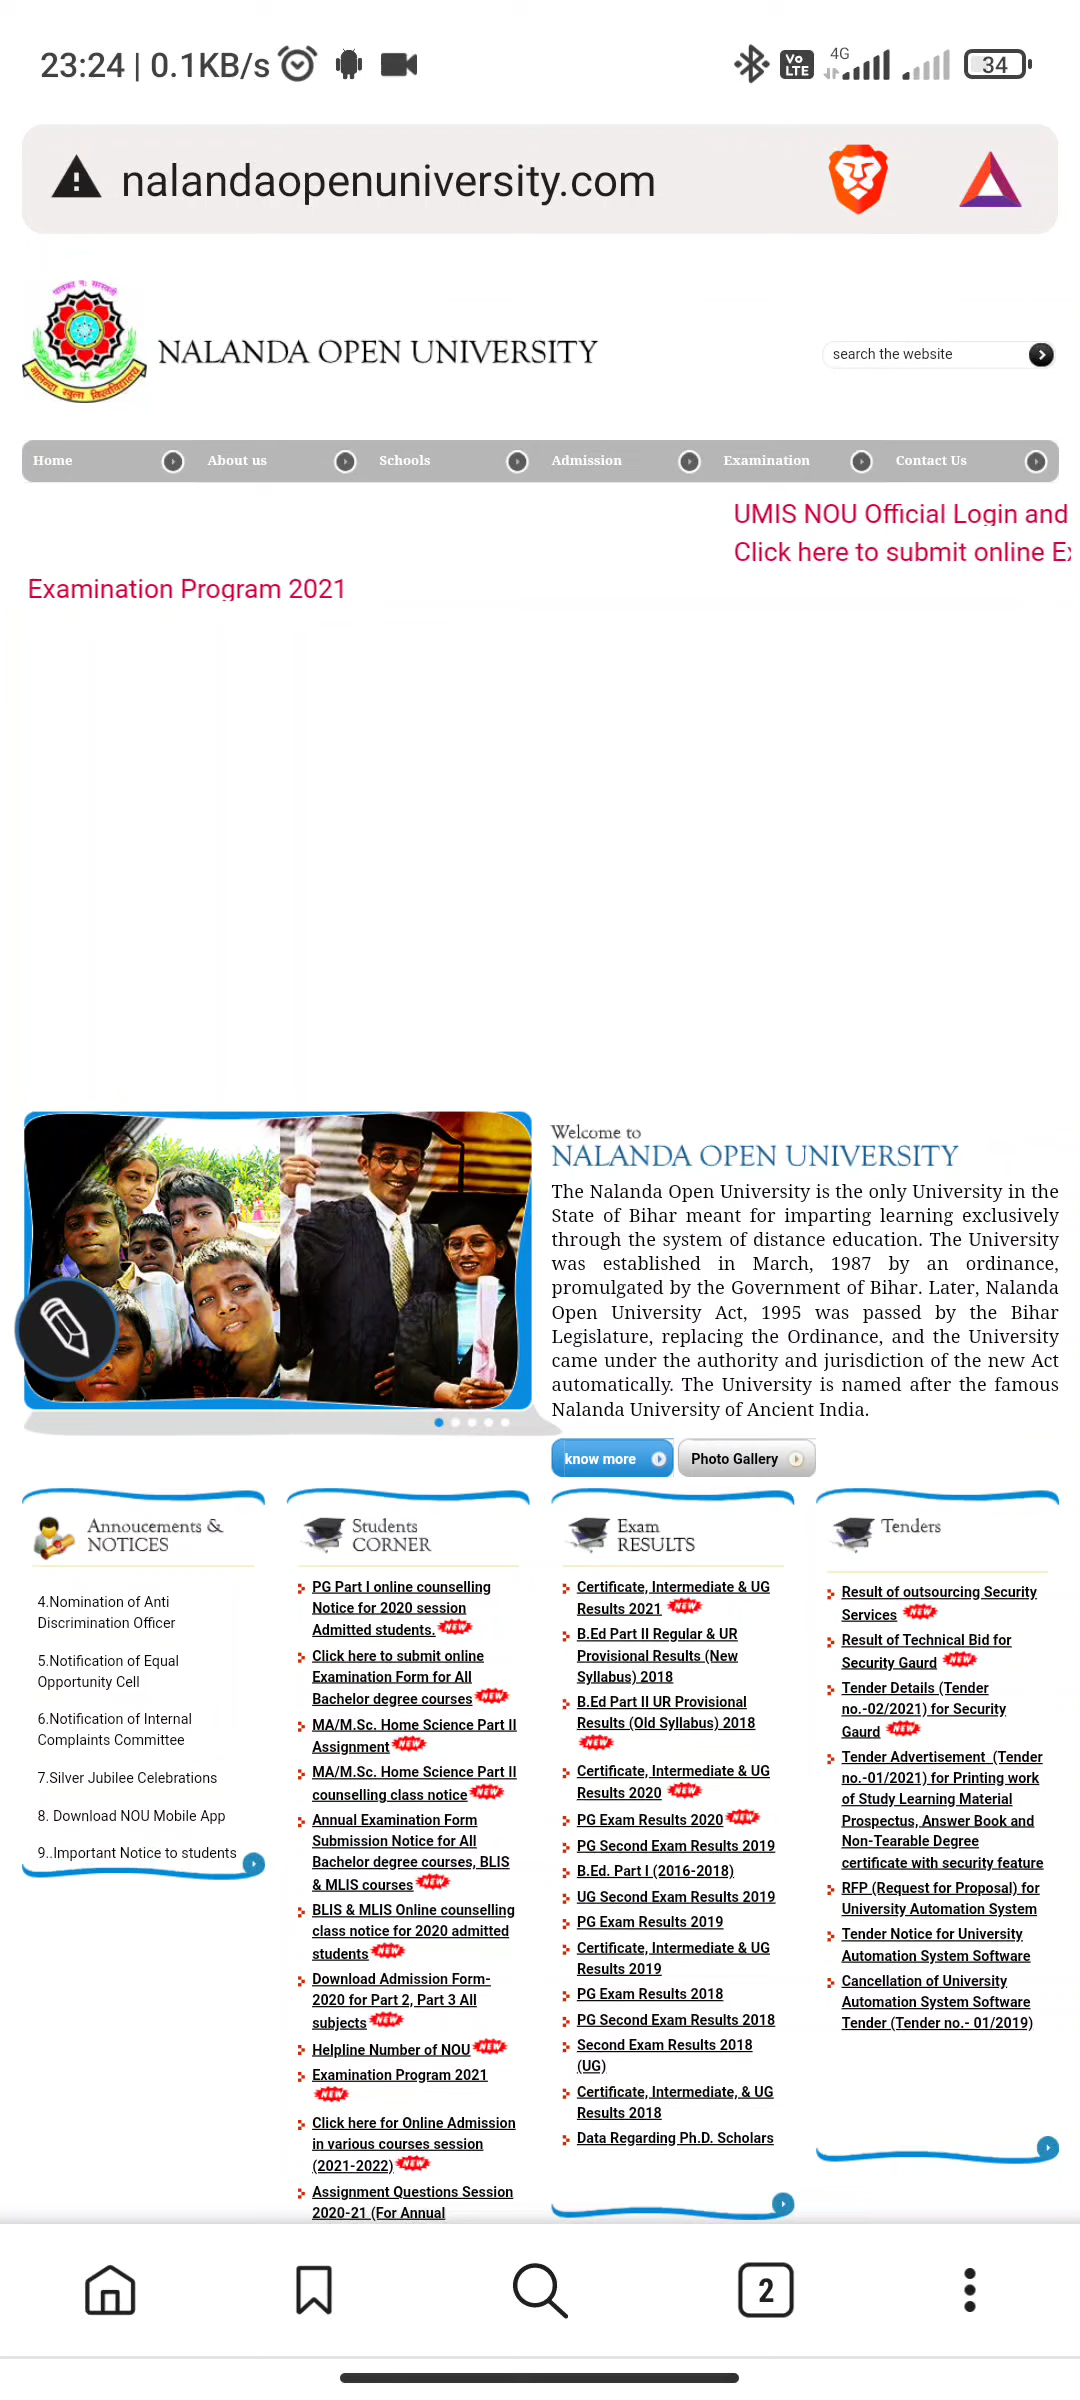 23:24 | 0.1KB/s
Vo LTE
4G
34
nalandaopenuniversity.com
NALANDA OPEN UNIVERSITY
search the website
Home
About us
Schools
Admission
Examination
Contact Us
UMIS NOU Official Login and
Click here to submit online Ex
Examination Program 2021
Welcome to
NALANDA OPEN UNIVERSITY
The Nalanda Open University is the only University in the
State of Bihar meant for imparting learning exclusively
through the system of distance education. The University
was established in March, 1987 by an ordinance,
promulgated by the Government of Bihar. Later, Nalanda
Open University Act, 1995 was passed by the Bihar
Legislature, replacing the Ordinance, and the University
came under the authority and jurisdiction of the new Act
automatically. The University is named after the famous
Nalanda University of Ancient India.
know more
Photo Gallery
Annoucements &
NOTICES
4.Nomination of Anti
Discrimination Officer
5.Notification of Equal
Opportunity Cell
6.Notification of Internal
Complaints Committee
7.Silver Jubilee Celebrations
8. Download NOU Mobile App
9..Important Notice to students
Students
CORNER
PG Part I online counselling
Notice for 2020 session
Admitted students. NEW
Click here to submit online
Examination Form for All
Bachelor degree courses NEW
MA/M.Sc. Home Science Part II
Assignment NEW
MA/M.Sc. Home Science Part II
counselling class notice NEW
Annual Examination Form
Submission Notice for All
Bachelor degree courses, BLIS
& MLIS courses NEW
BLIS & MLIS Online counselling
class notice for 2020 admitted
students NEW
Download Admission Form-
2020 for Part 2, Part 3 All
subjects NEW
Helpline Number of NOU NEW
Examination Program 2021
NEW
Click here for Online Admission
in various courses session
(2021-2022) NEW
Assignment Questions Session
2020-21 (For Annual
Exam
RESULTS
Certificate, Intermediate & UG
Results 2021 NEW
B.Ed Part II Regular & UR
Provisional Results (New
Syllabus) 2018
B.Ed Part II UR Provisional
Results (Old Syllabus) 2018
NEW
Certificate, Intermediate & UG
Results 2020 NEW
PG Exam Results 2020 NEW
PG Second Exam Results 2019
B.Ed. Part I (2016-2018)
UG Second Exam Results 2019
PG Exam Results 2019
Certificate, Intermediate & UG
Results 2019
PG Exam Results 2018
PG Second Exam Results 2018
Second Exam Results 2018
(UG)
Certificate, Intermediate, & UG
Results 2018
Data Regarding Ph.D. Scholars
Tenders
Result of outsourcing Security
Services NEW
Result of Technical Bid for
Security Gaurd NEW
Tender Details (Tender
no.-02/2021) for Security
Gaurd NEW
Tender Advertisement (Tender
no.-01/2021) for Printing work
of Study Learning Material
Prospectus, Answer Book and
Non-Tearable Degree
certificate with security feature
RFP (Request for Proposal) for
University Automation System
Tender Notice for University
Automation System Software
Cancellation of University
Automation System Software
Tender (Tender no.- 01/2019)
2